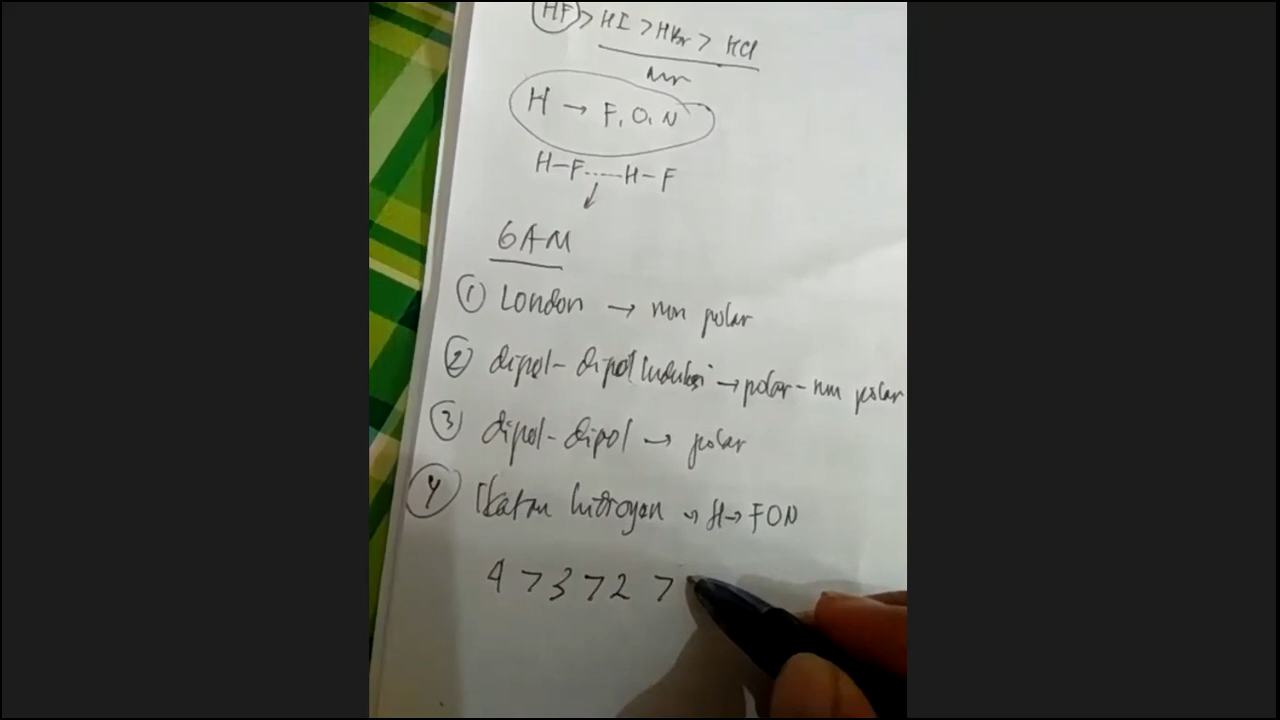 HF > HI > HBr > HCl
Mr
H → F, O, N
H-F.....H-F
GAM
① London → non polar
② dipol-dipol Induksi → polar-non polar
③ dipol-dipol → polar
④ Ikatan hidrogen → H→FON
4 > 3 > 2 >